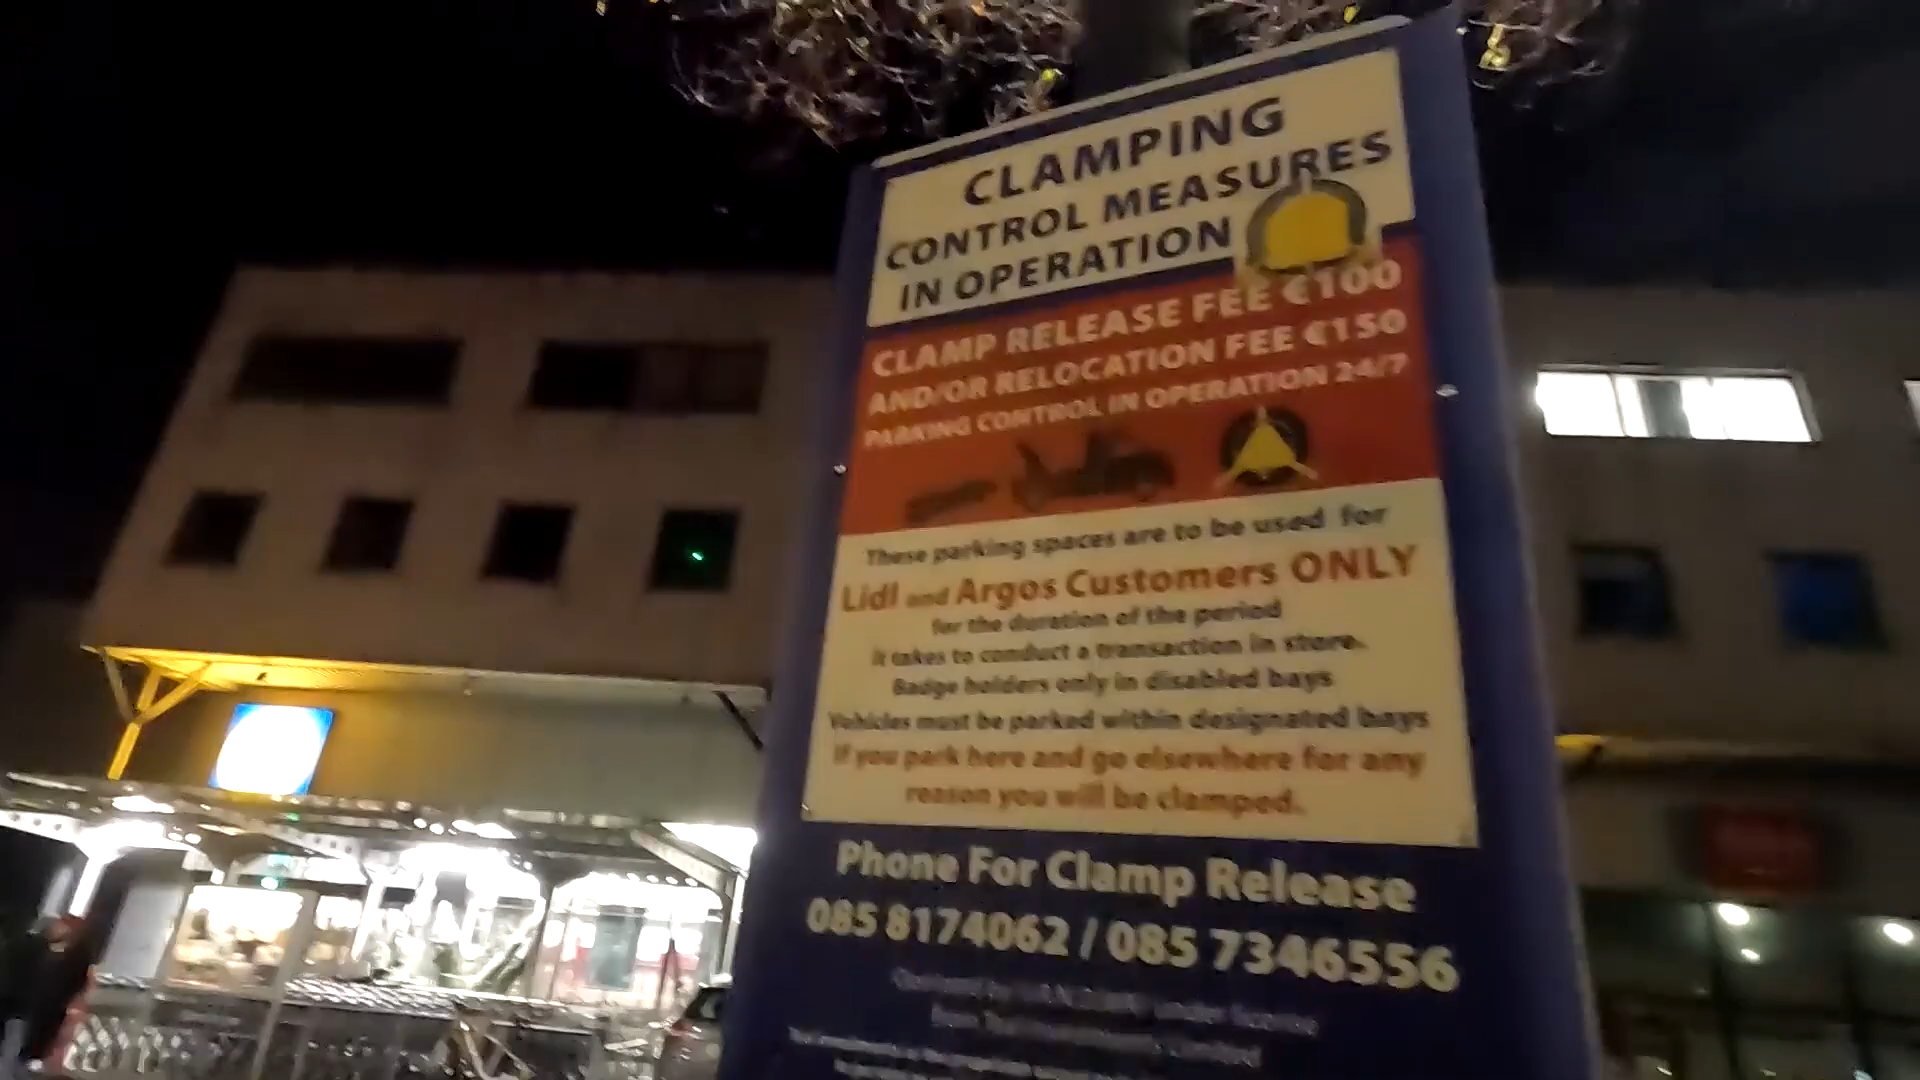 CLAMPING
CONTROL MEASURES
IN OPERATION
CLAMP RELEASE FEE €100
AND/OR RELOCATION FEE €150
PARKING CONTROL IN OPERATION 24/7
These parking spaces are to be used for
Lidl and Argos Customers ONLY
for the duration of the period
it takes to conduct a transaction in store.
Badge holders only in disabled bays
Vehicles must be parked within designated bays
If you park here and go elsewhere for any
reason you will be clamped.
Phone For Clamp Release
085 8174062 / 085 7346556